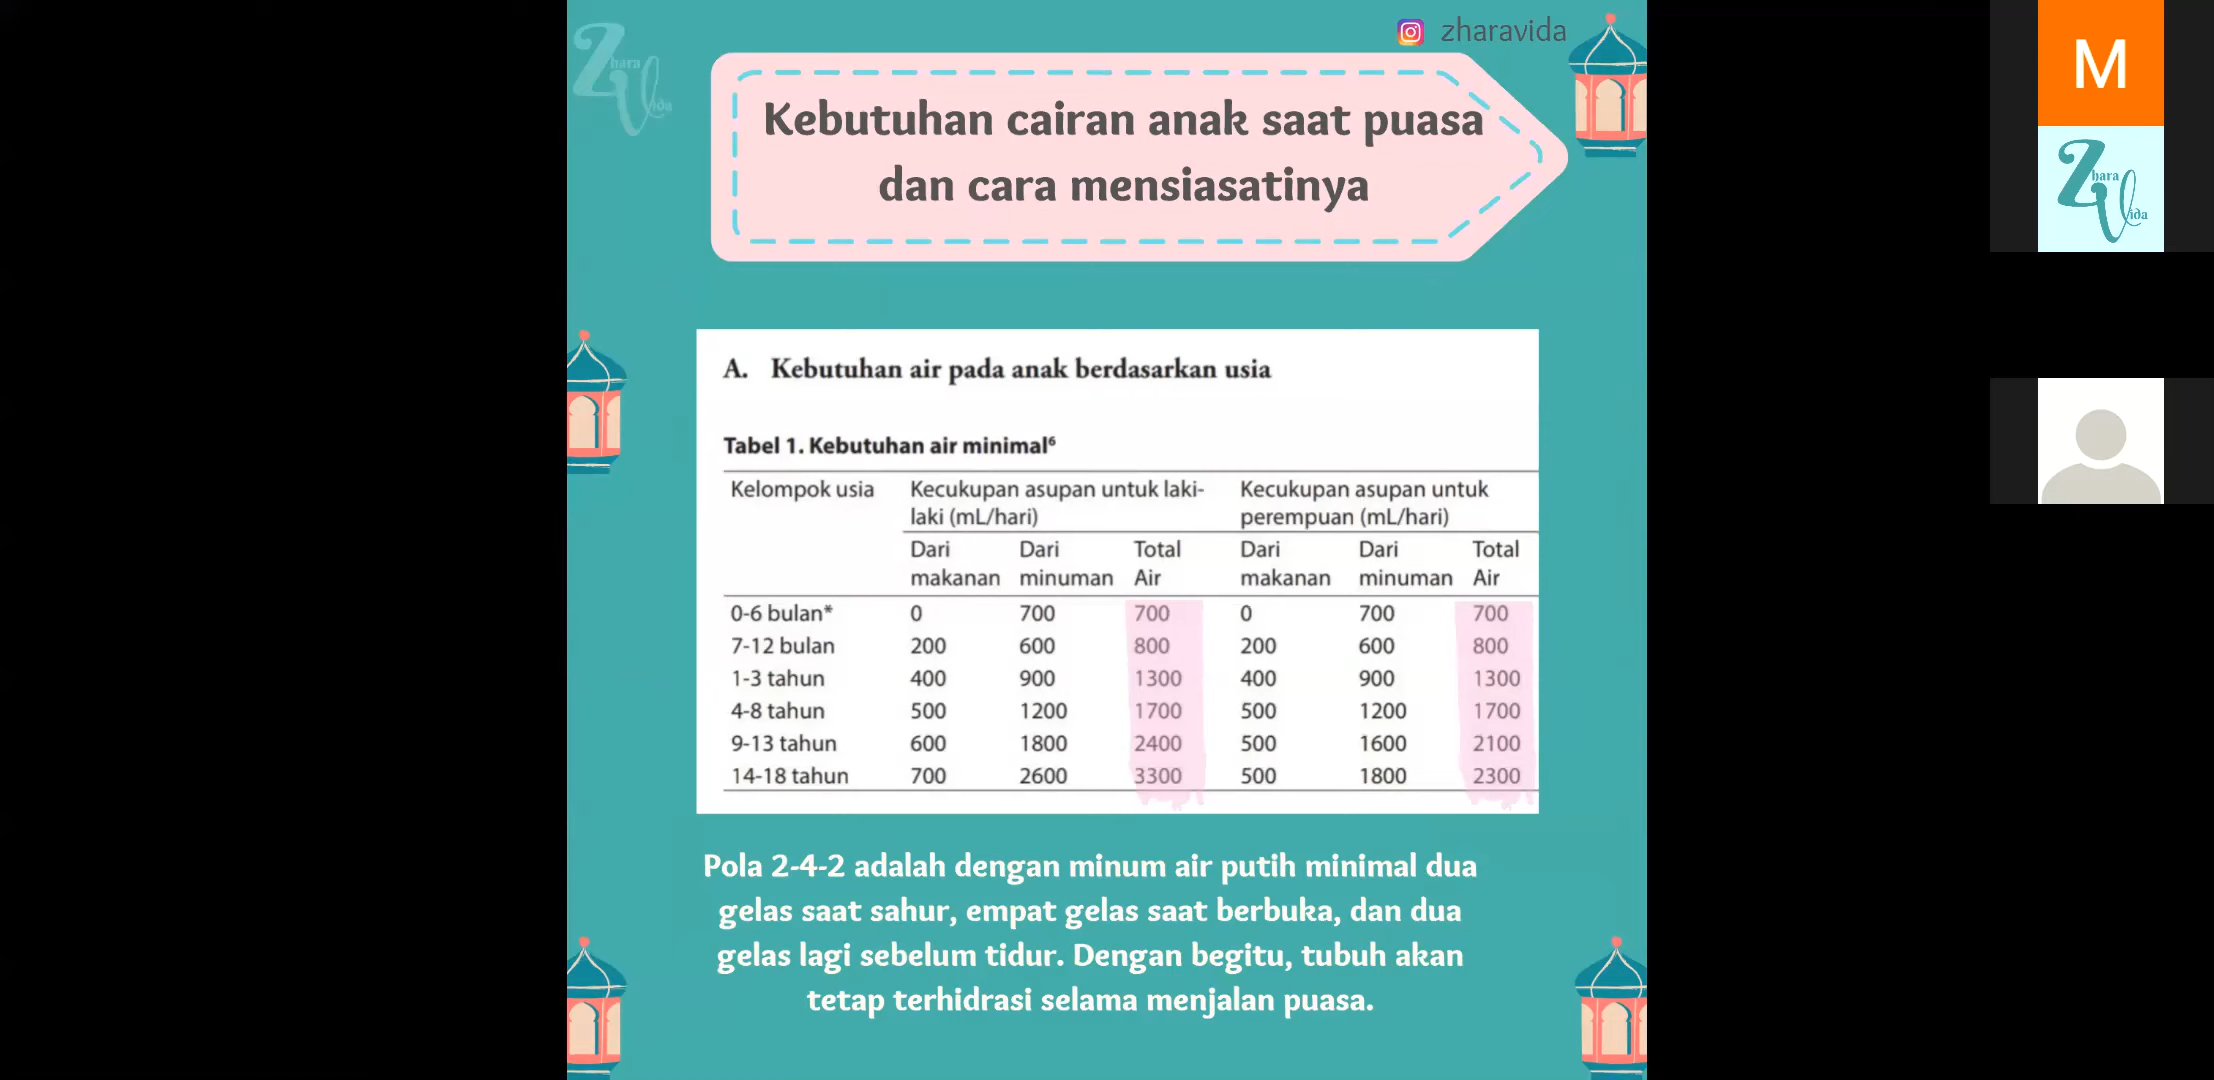 zharavida
Zhara
Vida
Kebutuhan cairan anak saat puasa
dan cara mensiasatinya
A. Kebutuhan air pada anak berdasarkan usia
Tabel 1. Kebutuhan air minimal⁶
Kelompok usia Kecukupan asupan untuk laki- Kecukupan asupan untuk
laki (mL/hari) perempuan (mL/hari)
Dari Dari Total Dari Dari Total
makanan minuman Air makanan minuman Air
0-6 bulan* 0 700 700 0 700 700
7-12 bulan 200 600 800 200 600 800
1-3 tahun 400 900 1300 400 900 1300
4-8 tahun 500 1200 1700 500 1200 1700
9-13 tahun 600 1800 2400 500 1600 2100
14-18 tahun 700 2600 3300 500 1800 2300
Pola 2-4-2 adalah dengan minum air putih minimal dua
gelas saat sahur, empat gelas saat berbuka, dan dua
gelas lagi sebelum tidur. Dengan begitu, tubuh akan
tetap terhidrasi selama menjalan puasa.
M
Zhara
Vida